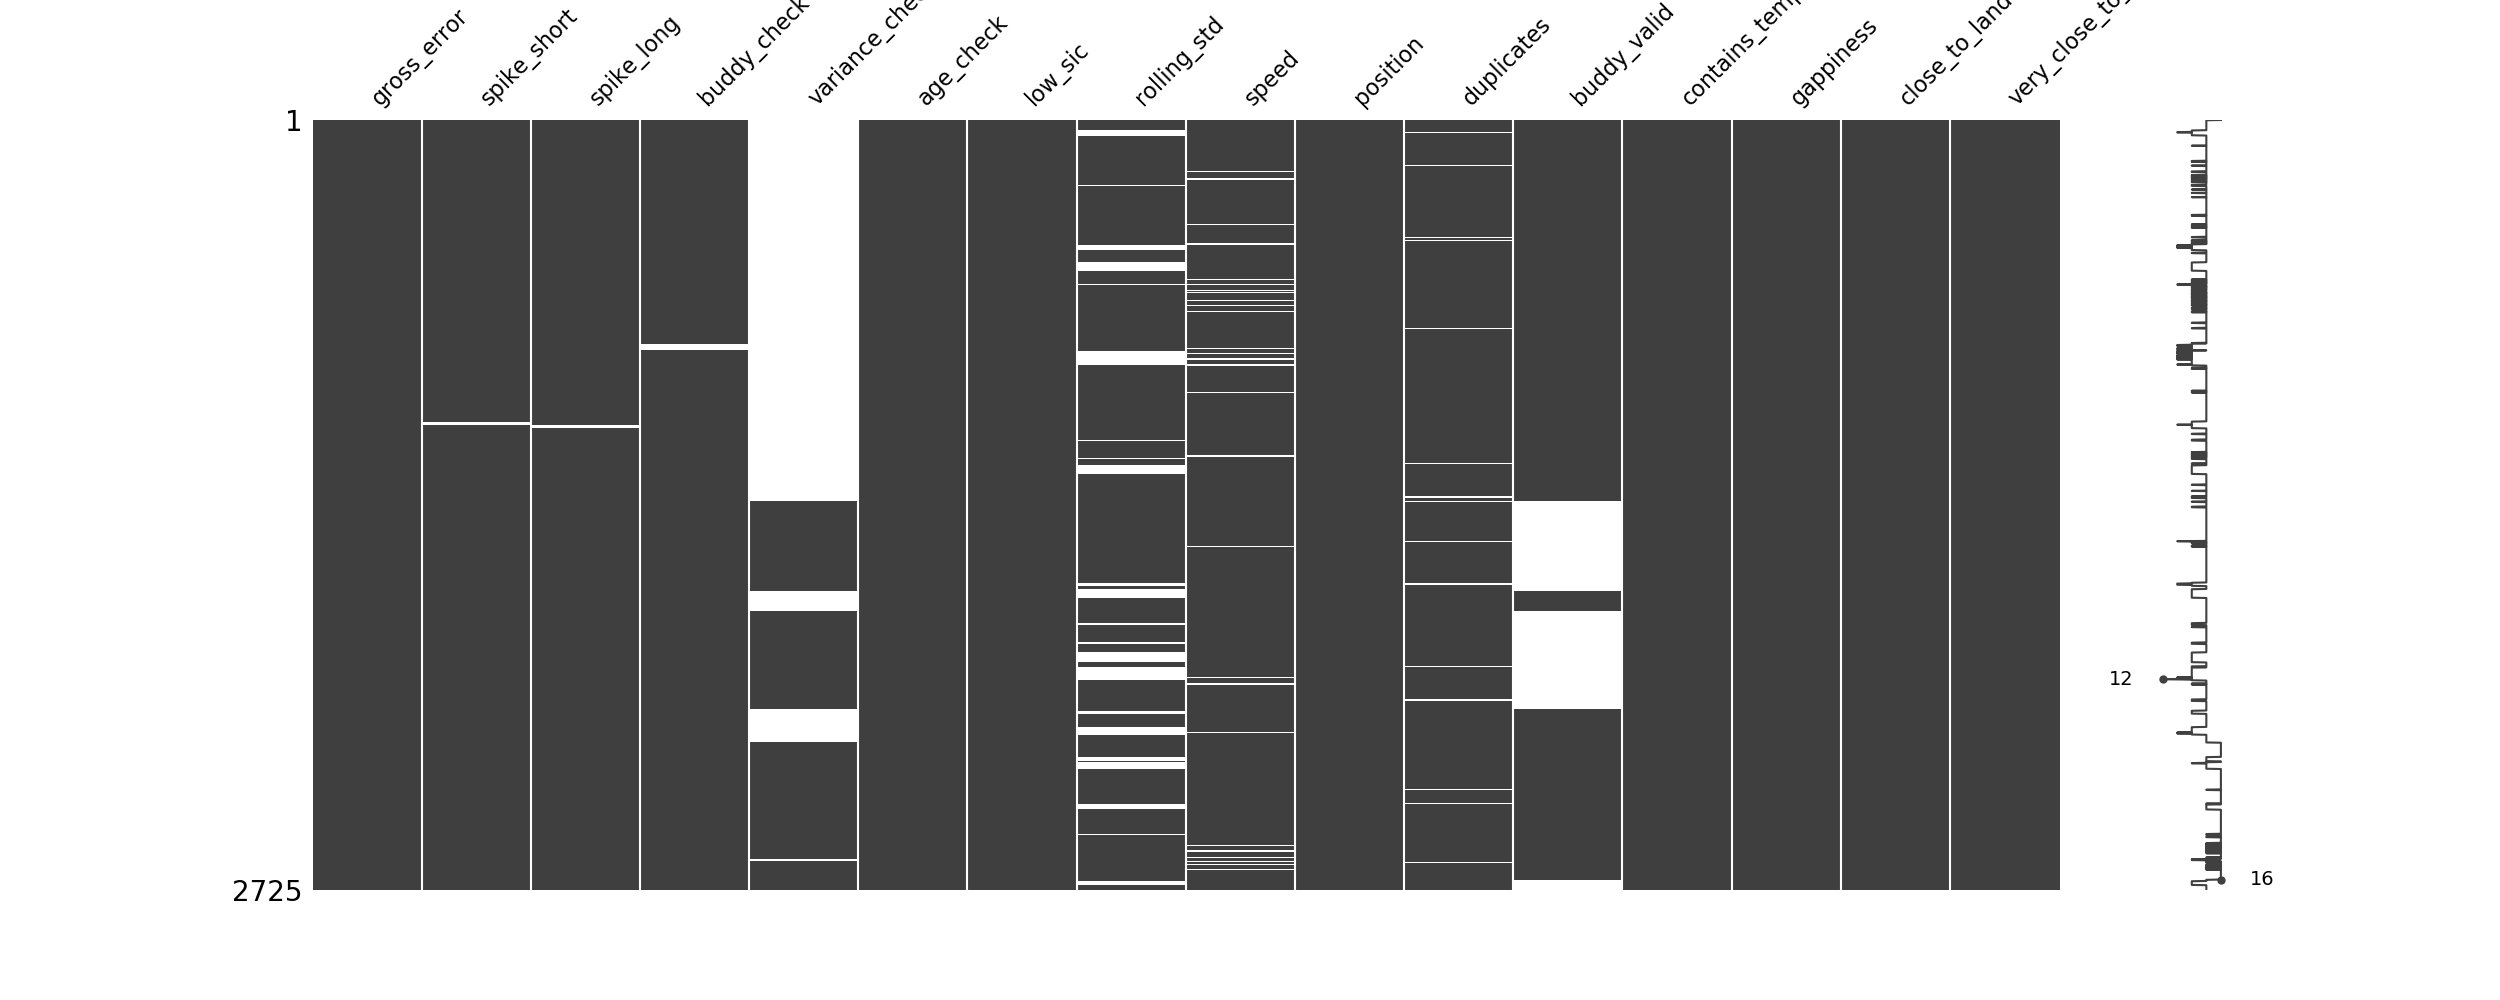 gross_error
spike_short
spike_long
buddy_check
age_check
low_sic
rolling_std
speed
position
duplicates
buddy_valid
gappiness
close_to_land
1
12
16
2725